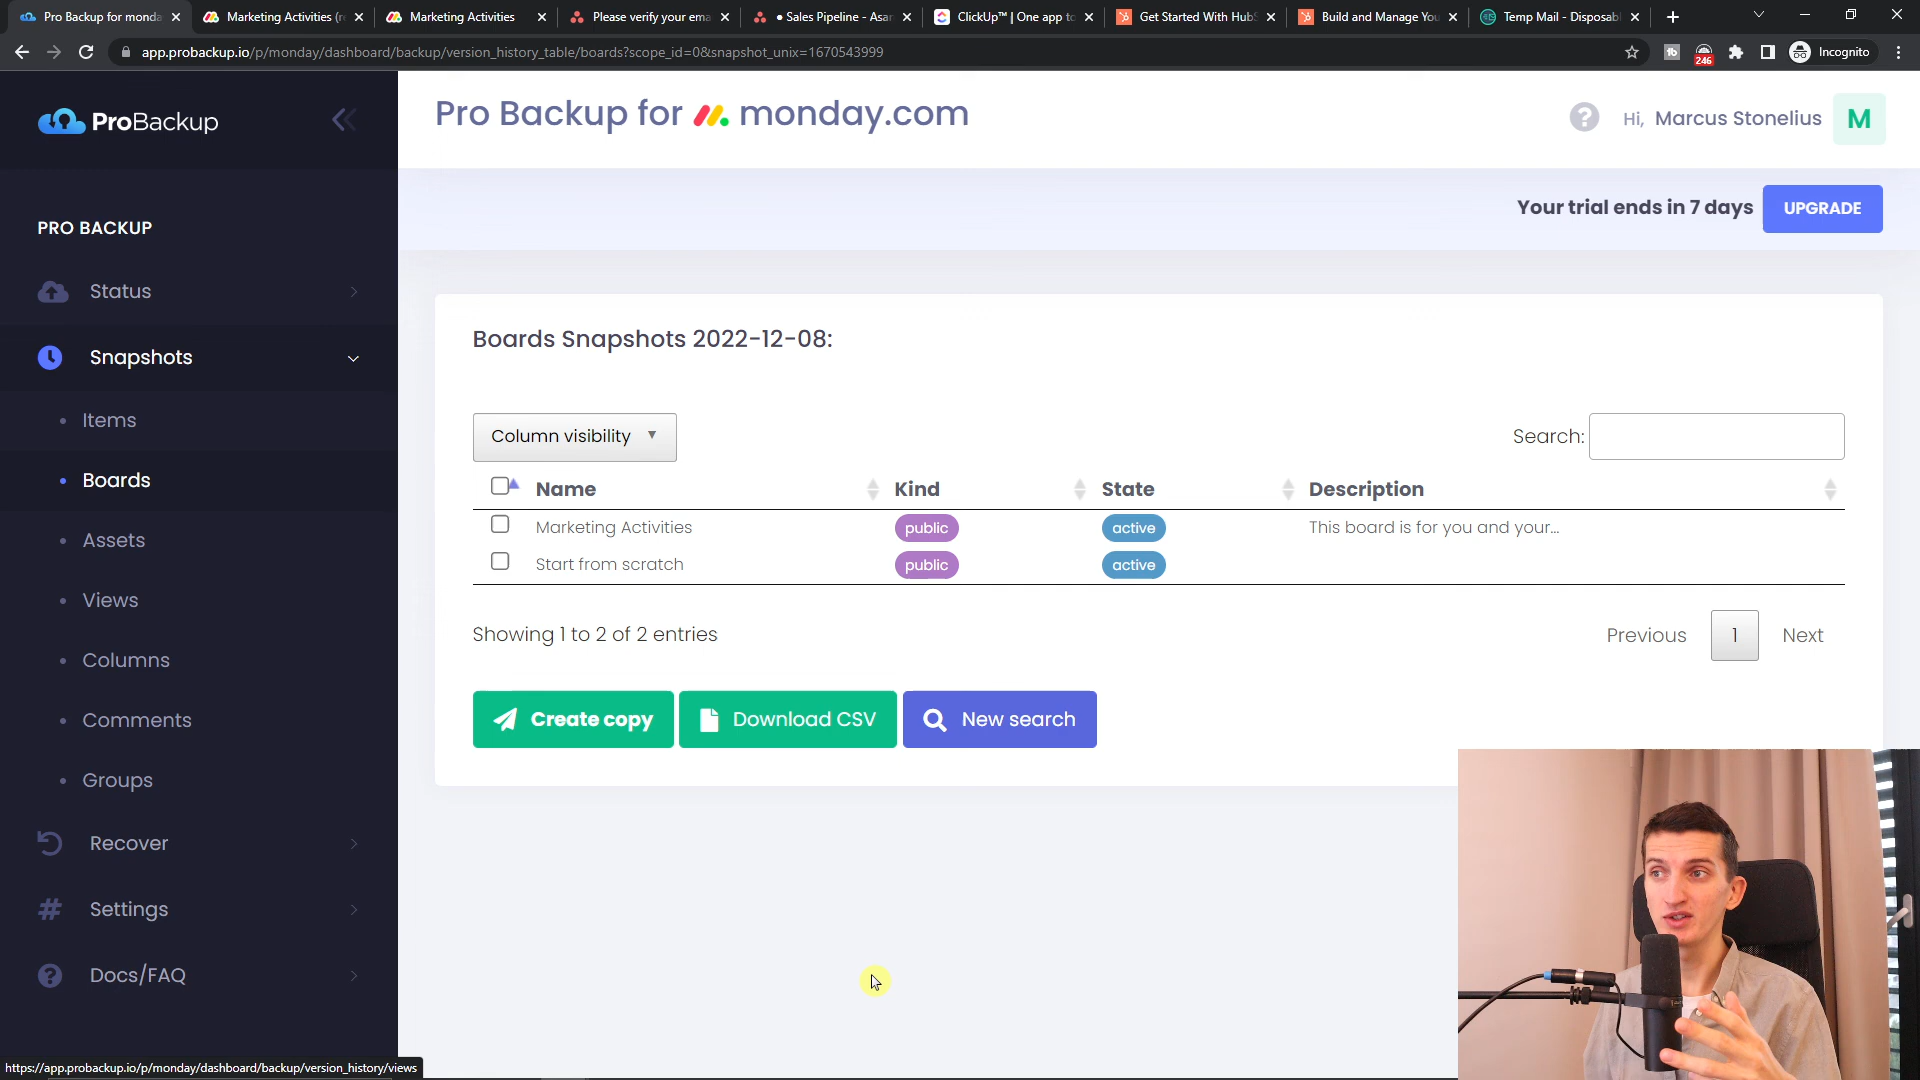 Pro Backup for monda
Marketing Activities (r
Marketing Activities
Please verify your ema
● Sales Pipeline - Asar
ClickUp™ | One app to
Get Started With HubS
Build and Manage You
Temp Mail - Disposabl
app.probackup.io/p/monday/dashboard/backup/version_history_table/boards?scope_id=0&snapshot_unix=1670543999
246
Incognito
ProBackup
Pro Backup for monday.com
Hi, Marcus Stonelius
M
Your trial ends in 7 days
UPGRADE
PRO BACKUP
Status
Snapshots
Items
Boards
Assets
Views
Columns
Comments
Groups
Recover
Settings
Docs/FAQ
Boards Snapshots 2022-12-08:
Column visibility
Search:
Name Kind State Description
Marketing Activities public active This board is for you and your...
Start from scratch public active
Showing 1 to 2 of 2 entries
Previous 1 Next
Create copy
Download CSV
New search
https://app.probackup.io/p/monday/dashboard/backup/version_history/views